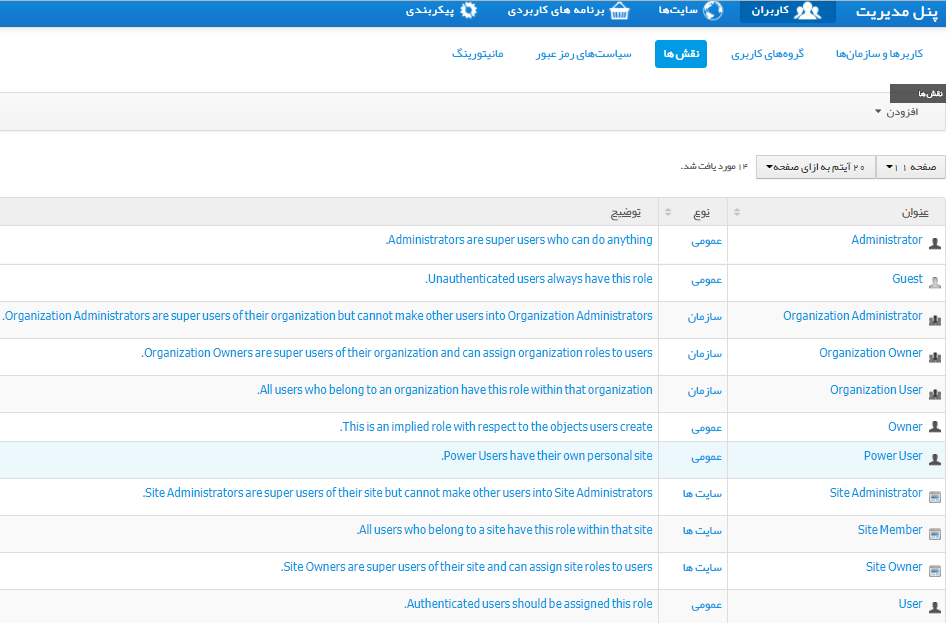 پنل مدیریت کاربران سایت‌ها برنامه های کاربردی پیکربندی
کاربرها و سازمان‌ها گروه‌های کاربری نقش ها سیاست‌های رمز عبور مانیتورینگ
نقش ها
افزودن
صفحه ۱ ۱ ۲۰ آیتم به ازای صفحه ۱۴ مورد یافت شد.
عنوان نوع توضیح
Administrator عمومی .Administrators are super users who can do anything
Guest عمومی .Unauthenticated users always have this role
Organization Administrator سازمان .Organization Administrators are super users of their organization but cannot make other users into Organization Administrators
Organization Owner سازمان .Organization Owners are super users of their organization and can assign organization roles to users
Organization User سازمان .All users who belong to an organization have this role within that organization
Owner عمومی .This is an implied role with respect to the objects users create
Power User عمومی .Power Users have their own personal site
Site Administrator سایت ها .Site Administrators are super users of their site but cannot make other users into Site Administrators
Site Member سایت ها .All users who belong to a site have this role within that site
Site Owner سایت ها .Site Owners are super users of their site and can assign site roles to users
User عمومی .Authenticated users should be assigned this role